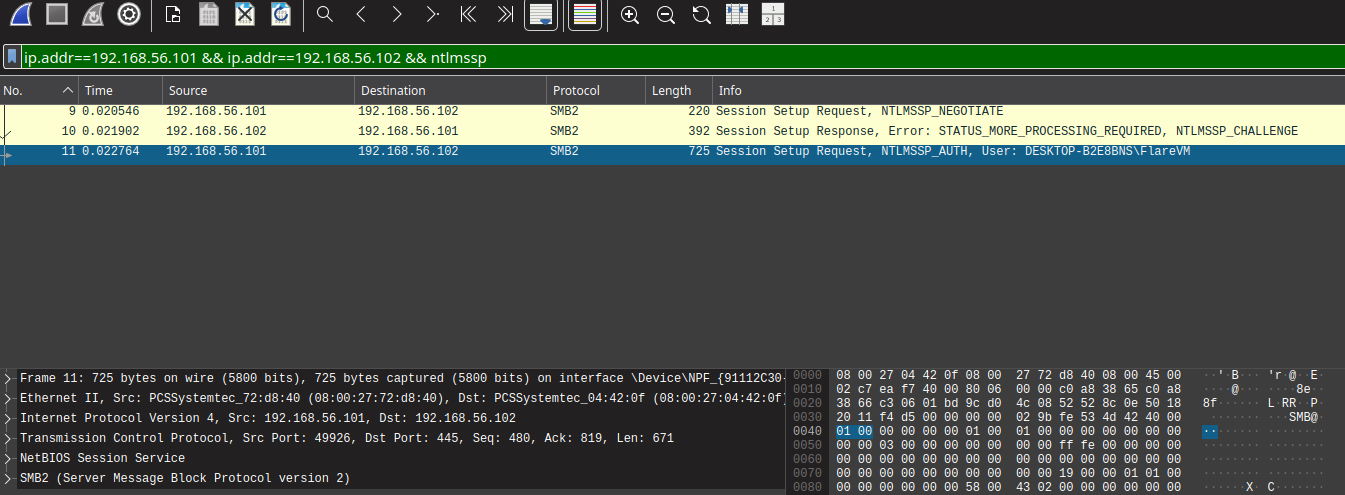 ip.addr==192.168.56.101 && ip.addr==192.168.56.102 && ntlmssp
No. Time Source Destination Protocol Length Info
9 0.020546 192.168.56.101 192.168.56.102 SMB2 220 Session Setup Request, NTLMSSP_NEGOTIATE
10 0.021902 192.168.56.102 192.168.56.101 SMB2 392 Session Setup Response, Error: STATUS_MORE_PROCESSING_REQUIRED, NTLMSSP_CHALLENGE
11 0.022764 192.168.56.101 192.168.56.102 SMB2 725 Session Setup Request, NTLMSSP_AUTH, User: DESKTOP-B2E8BNS\FlareVM
Frame 11: 725 bytes on wire (5800 bits), 725 bytes captured (5800 bits) on interface \Device\NPF_{91112C30-
Ethernet II, Src: PCSSystemtec_72:d8:40 (08:00:27:72:d8:40), Dst: PCSSystemtec_04:42:0f (08:00:27:04:42:0f)
Internet Protocol Version 4, Src: 192.168.56.101, Dst: 192.168.56.102
Transmission Control Protocol, Src Port: 49926, Dst Port: 445, Seq: 480, Ack: 819, Len: 671
NetBIOS Session Service
SMB2 (Server Message Block Protocol version 2)
0000 08 00 27 04 42 0f 08 00 27 72 d8 40 08 00 45 00 ··'·B··· 'r·@··E·
0010 02 c7 ea f7 40 00 80 06 00 00 c0 a8 38 65 c0 a8 ····@··· ····8e··
0020 38 66 c3 06 01 bd 9c d0 4c 08 52 52 8c 0e 50 18 8f······ L·RR··P·
0030 20 11 f4 d5 00 00 00 00 02 9b fe 53 4d 42 40 00 ······· ···SMB@·
0040 01 00 00 00 00 00 01 00 01 00 00 00 00 00 00 00 ········ ········
0050 00 00 03 00 00 00 00 00 00 00 ff fe 00 00 00 00 ········ ········
0060 00 00 00 00 00 00 00 00 00 00 00 00 00 00 00 00 ········ ········
0070 00 00 00 00 00 00 00 00 00 00 19 00 00 01 01 00 ········ ········
0080 00 00 00 00 00 00 58 00 43 02 00 00 00 00 00 00 ······X· C·······